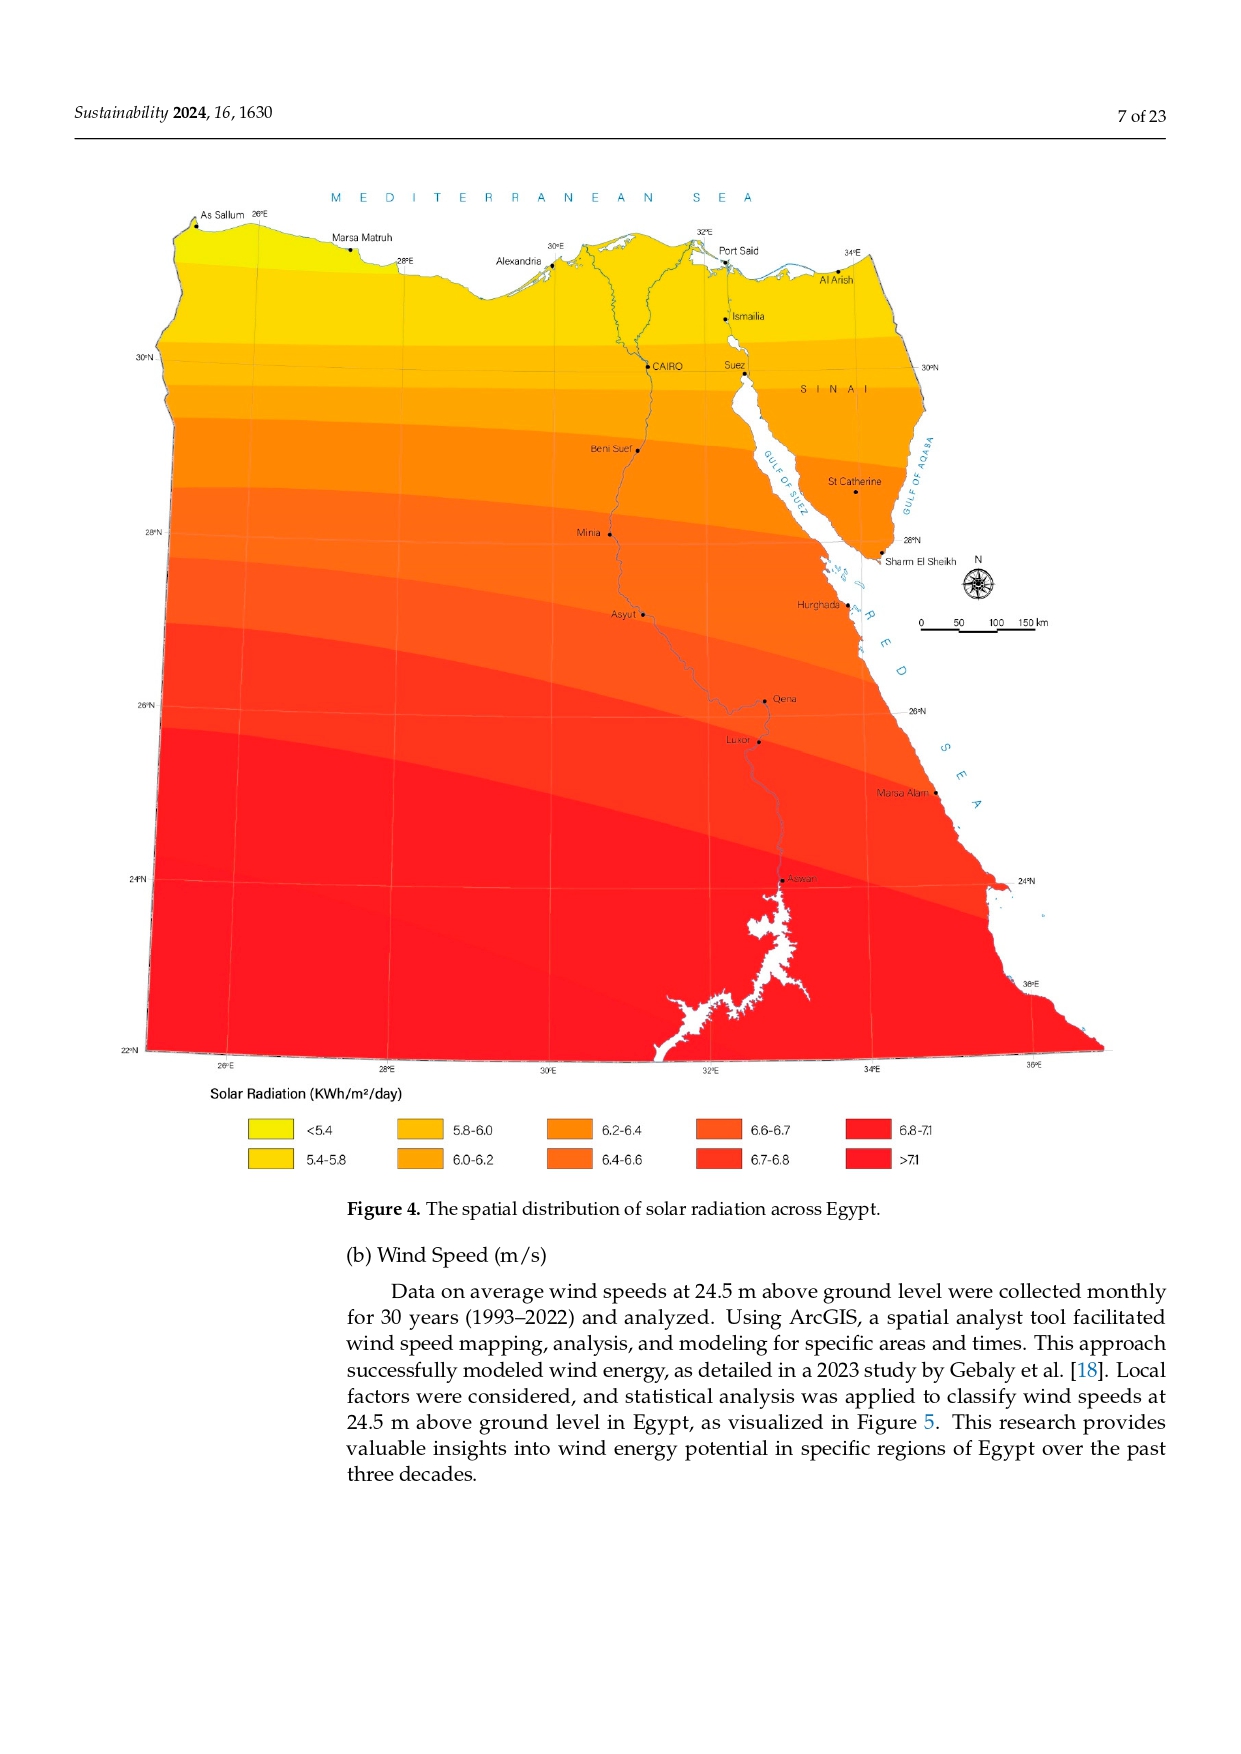 Sustainability 2024, 16, 1630
7 of 23
M E D I T E R R A N E A N S E A
As Sallum 26°E
32°E
Marsa Matruh
30°E
Port Said
34°E
28°E
Alexandria
Al Arish
Ismailia
30°N
CAIRO
Suez
30°N
S I N A I
Beni Suef
GULF OF SUEZ
GULF OF AQABA
St Catherine
28°N
Minia
28°N
Sharm El Sheikh
N
Hurghada
Asyut
0 50 100 150 km
R E D S E A
Qena
26°N
26°N
Luxor
Marsa Alam
24°N
Aswan
24°N
36°E
22°N
26°E
28°E
30°E
32°E
34°E
36°E
Solar Radiation (KWh/m²/day)
<5.4
5.8-6.0
6.2-6.4
6.6-6.7
6.8-7.1
5.4-5.8
6.0-6.2
6.4-6.6
6.7-6.8
>7.1
Figure 4. The spatial distribution of solar radiation across Egypt.
(b) Wind Speed (m/s)
Data on average wind speeds at 24.5 m above ground level were collected monthly
for 30 years (1993–2022) and analyzed. Using ArcGIS, a spatial analyst tool facilitated
wind speed mapping, analysis, and modeling for specific areas and times. This approach
successfully modeled wind energy, as detailed in a 2023 study by Gebaly et al. [18]. Local
factors were considered, and statistical analysis was applied to classify wind speeds at
24.5 m above ground level in Egypt, as visualized in Figure 5. This research provides
valuable insights into wind energy potential in specific regions of Egypt over the past
three decades.